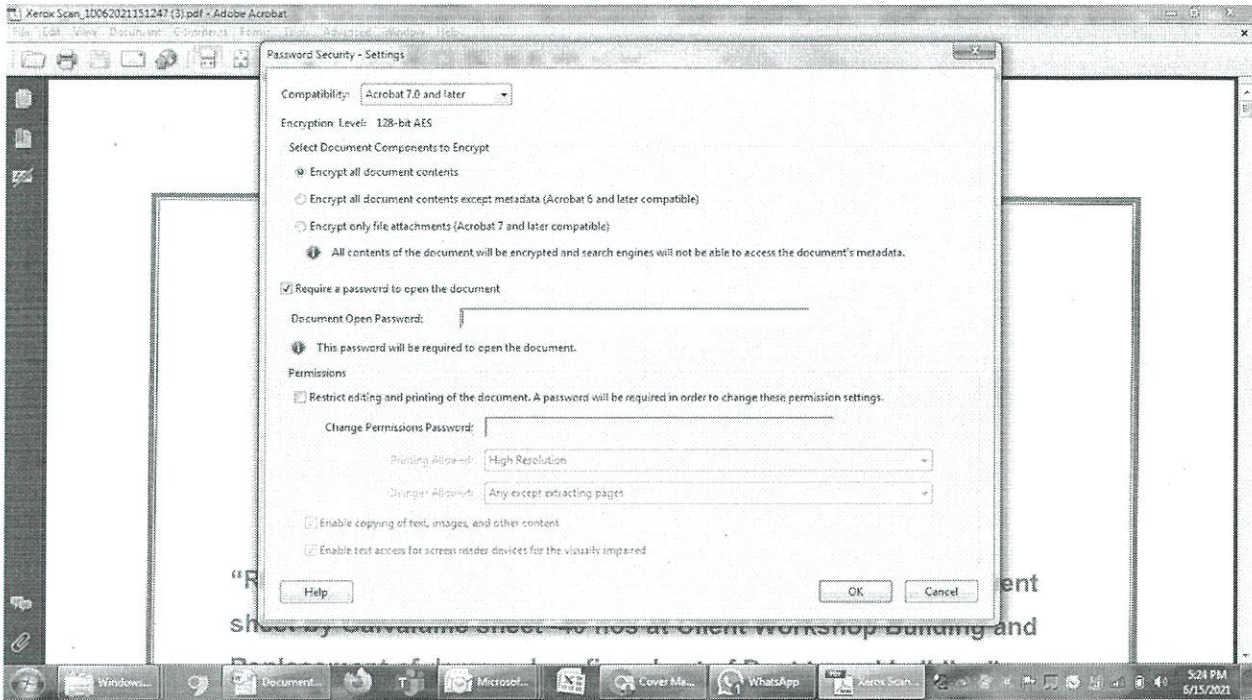 Xerox Scan_10062021151247 (3).pdf - Adobe Acrobat
File Edit View Document Comments Forms Tools Advanced Window Help
Password Security - Settings
Compatibility: Acrobat 7.0 and later
Encryption Level: 128-bit AES
Select Document Components to Encrypt
Encrypt all document contents
Encrypt all document contents except metadata (Acrobat 6 and later compatible)
Encrypt only file attachments (Acrobat 7 and later compatible)
All contents of the document will be encrypted and search engines will not be able to access the document's metadata.
Require a password to open the document
Document Open Password:
This password will be required to open the document.
Permissions
Restrict editing and printing of the document. A password will be required in order to change these permission settings.
Change Permissions Password:
Printing Allowed: High Resolution
Changes Allowed: Any except extracting pages
Enable copying of text, images, and other content
Enable text access for screen reader devices for the visually impaired
Help OK Cancel
"R ent
sheet by Galvalume sheet -40 nos at Client Workshop Building and
Windows... Document... Microsof... Cover Ma... WhatsApp Xerox Scan... 5:24 PM
6/15/2021